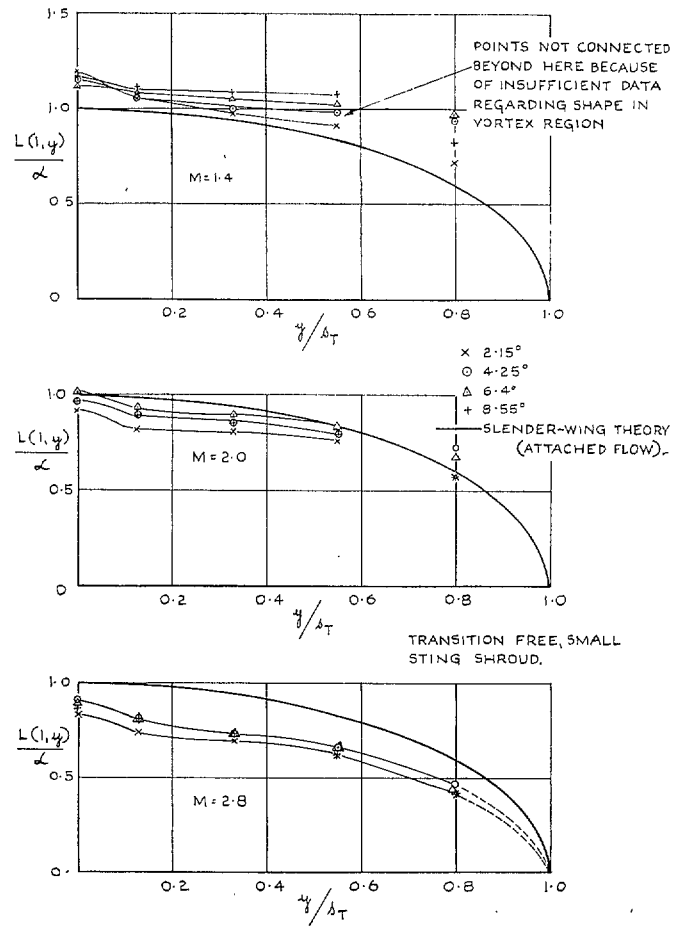 1.5
POINTS NOT CONNECTED
BEYOND HERE BECAUSE
OF INSUFFICIENT DATA
REGARDING SHAPE IN
VORTEX REGION
1.0
L(1,y)
α
M=1.4
0.5
0
0.2
0.4
0.6
0.8
1.0
y/s_T
× 2.15°
⊙ 4.25°
△ 6.4°
+ 8.55°
SLENDER-WING THEORY
(ATTACHED FLOW).
1.0
L(1,y)
α
M=2.0
0.5
0
0.2
0.4
0.6
0.8
1.0
y/s_T
TRANSITION FREE, SMALL
STING SHROUD.
1.0
L(1,y)
α
M=2.8
0.5
0.
0.2
0.4
0.6
0.8
1.0
y/s_T